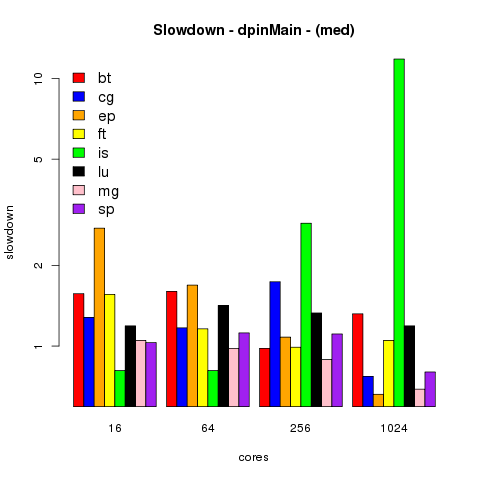 Slowdown - dpinMain - (med)
10
5
2
1
slowdown
bt
cg
ep
ft
is
lu
mg
sp
16
64
256
1024
cores